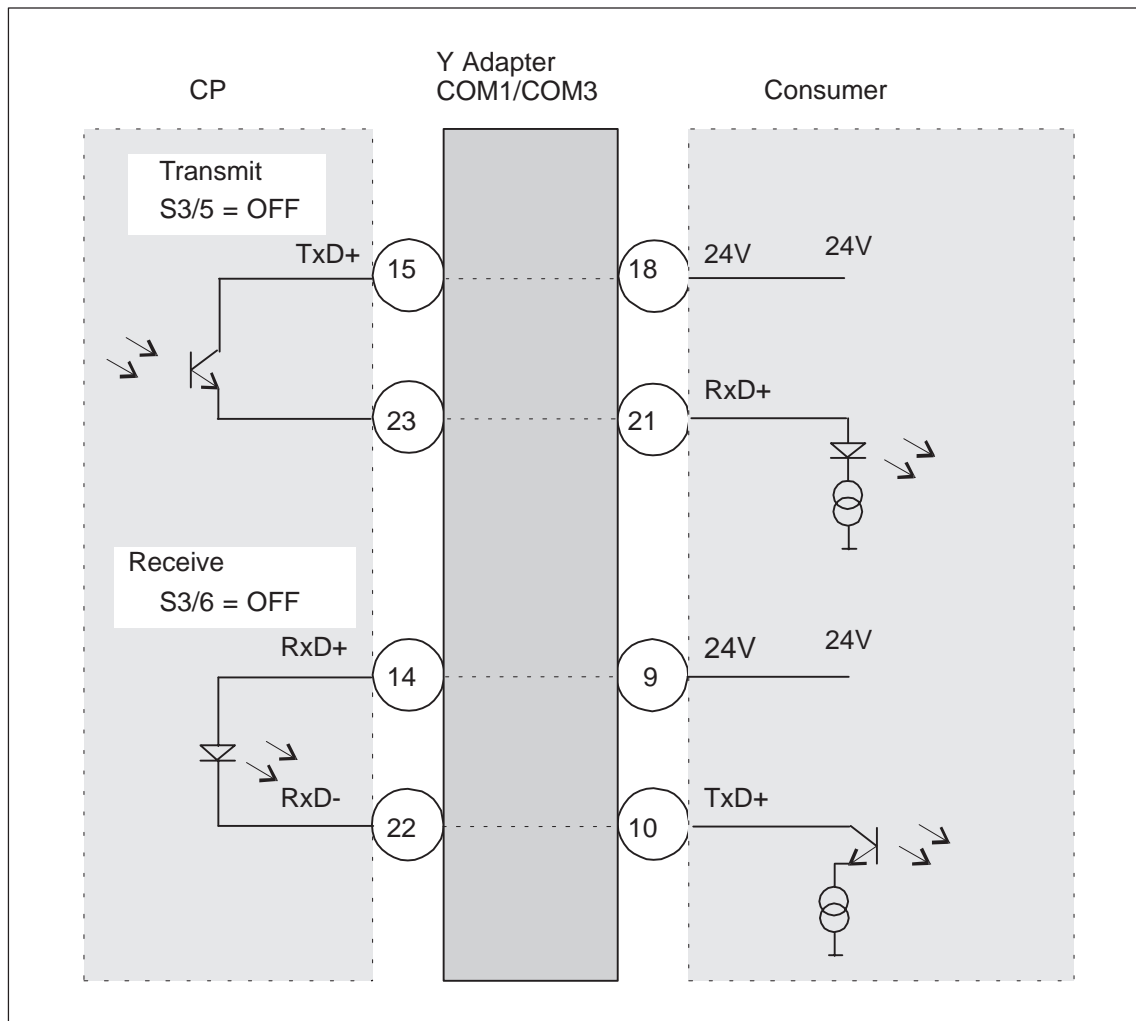 CP
Y Adapter
COM1/COM3
Consumer
Transmit
S3/5 = OFF
TxD+
15
18
24V
24V
23
21
RxD+
Receive
S3/6 = OFF
RxD+
14
9
24V
24V
RxD-
22
10
TxD+